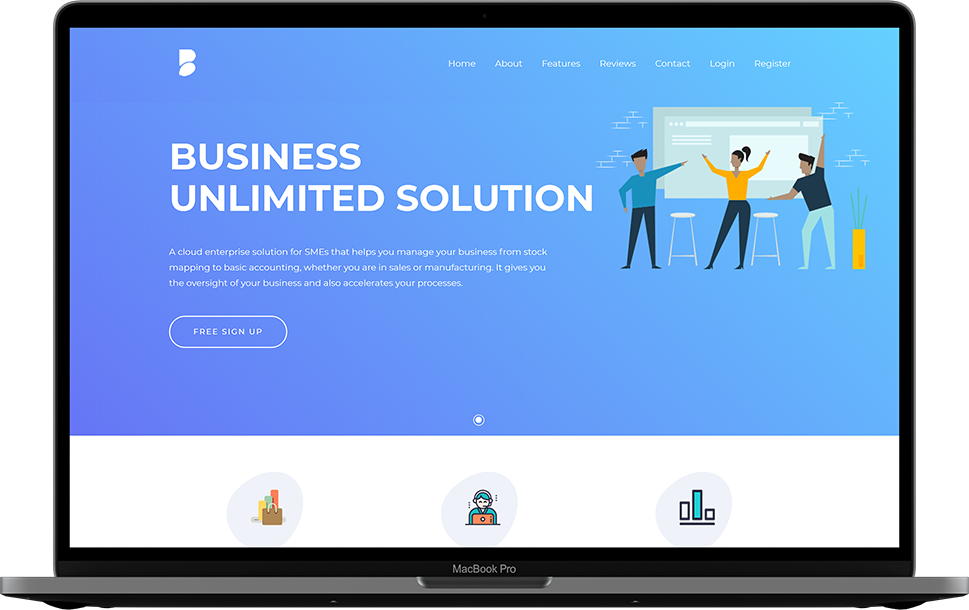 Home About Features Reviews Contact Login Register
BUSINESS
UNLIMITED SOLUTION
A cloud enterprise solution for SMEs that helps you manage your business from stock
mapping to basic accounting, whether you are in sales or manufacturing. It gives you
the oversight of your business and also accelerates your processes.
FREE SIGN UP
MacBook Pro